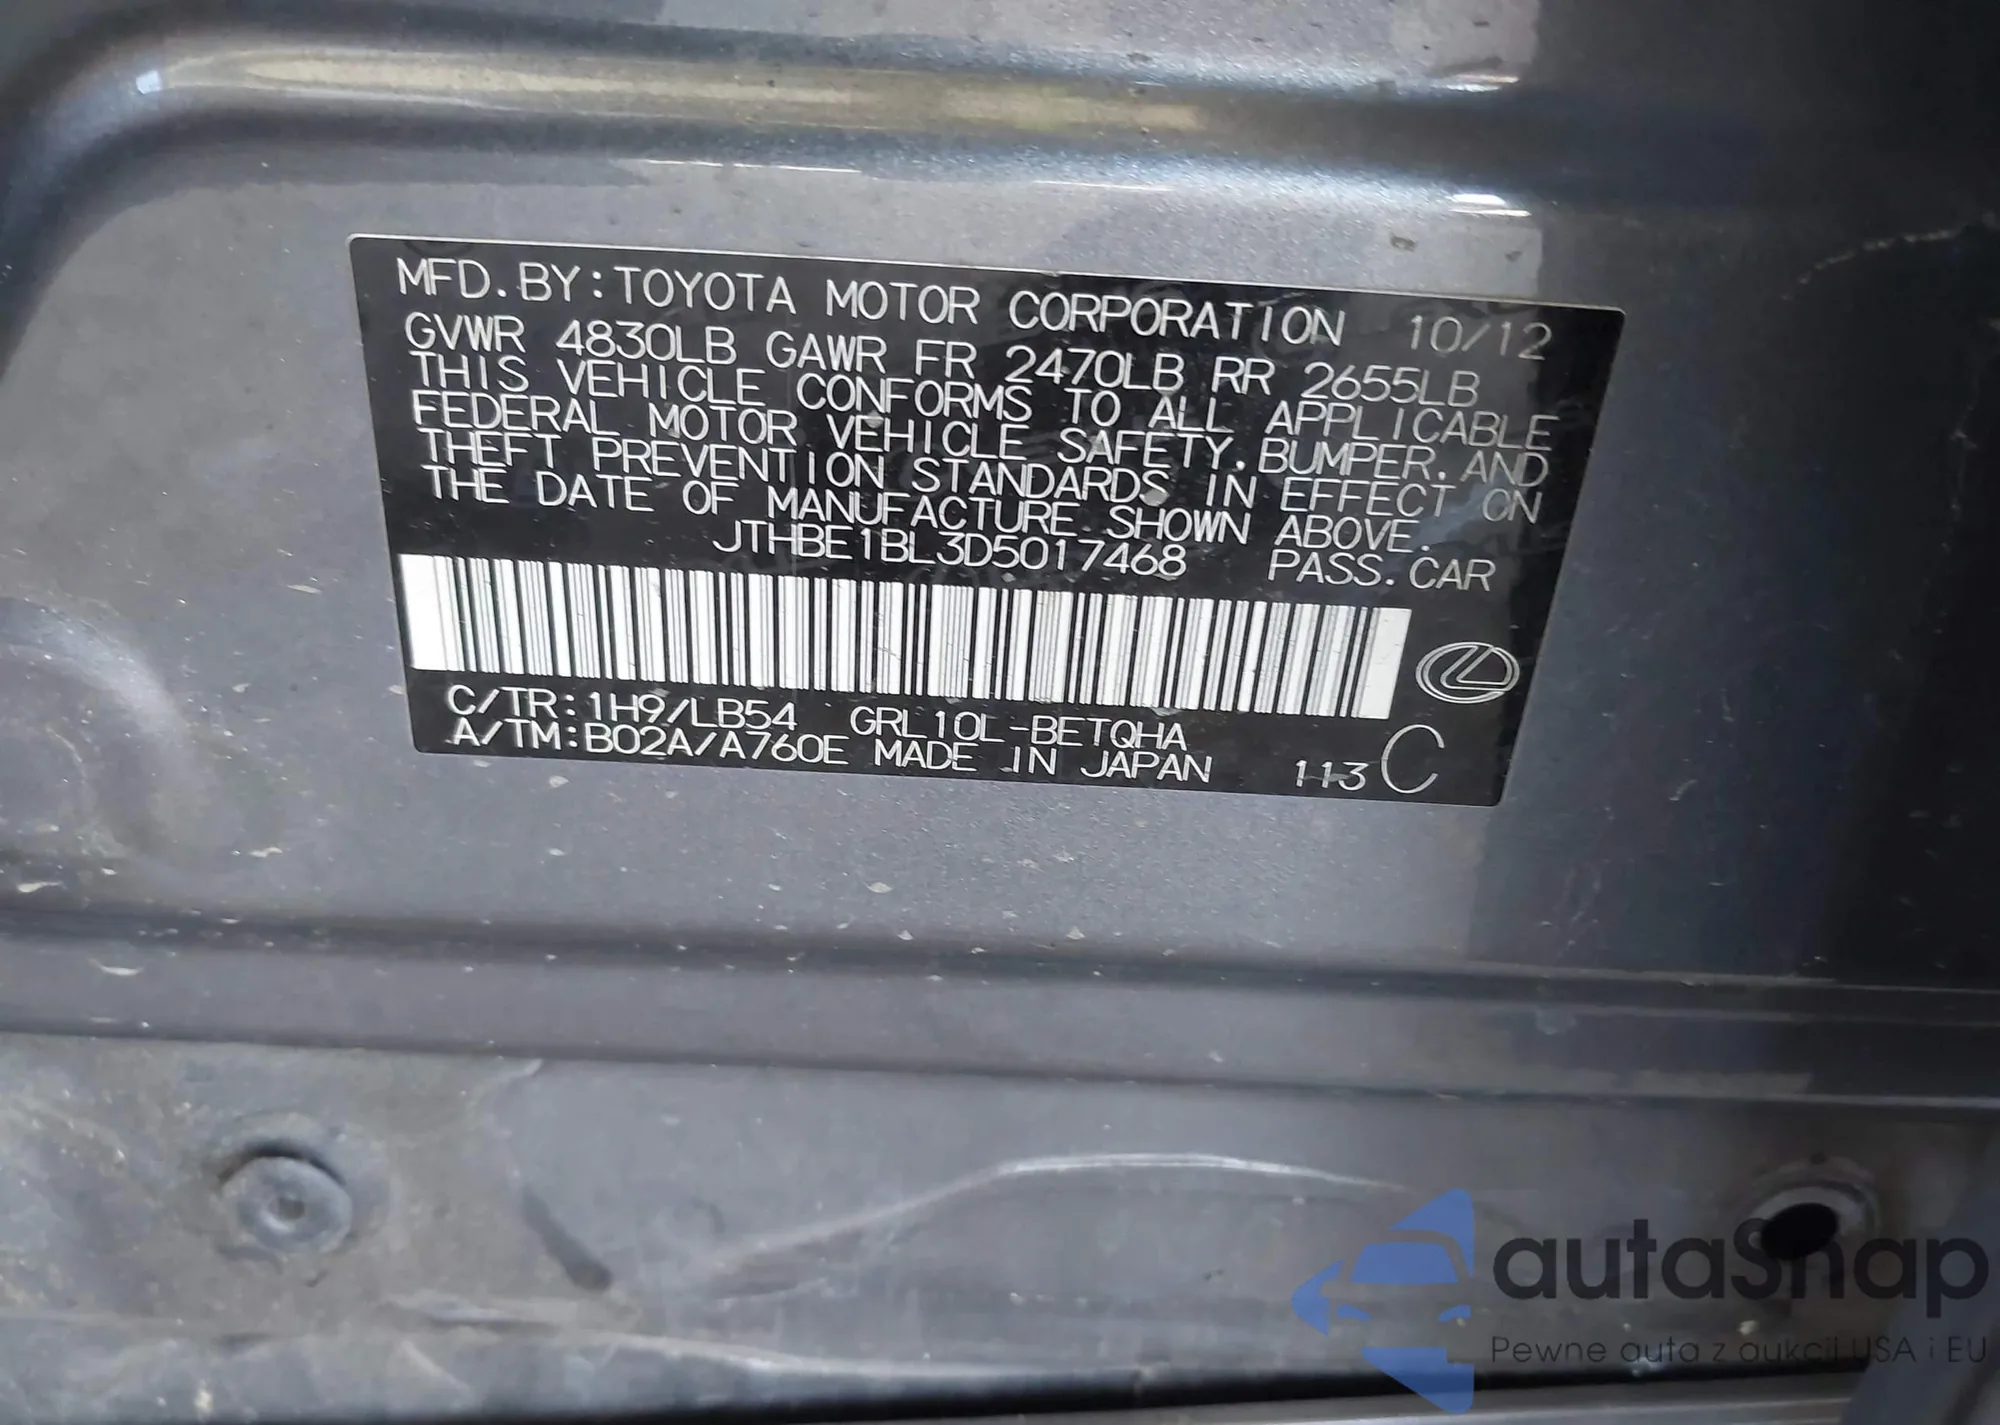 MFD. BY: TOYOTA MOTOR CORPORATION 10/12
GVWR 4830LB GAWR FR 2470LB RR 2655LB
THIS VEHICLE CONFORMS TO ALL APPLICABLE
FEDERAL MOTOR VEHICLE SAFETY, BUMPER, AND
THEFT PREVENTION STANDARDS IN EFFECT ON
THE DATE OF MANUFACTURE SHOWN ABOVE.
JTHBE1BL3D5017468 PASS. CAR
C/TR: 1H9/LB54 GRL10L-BETQHA
A/TM: B02A/A760E MADE IN JAPAN 113 C
autaSnap
Pewne auta z aukcji USA i EU